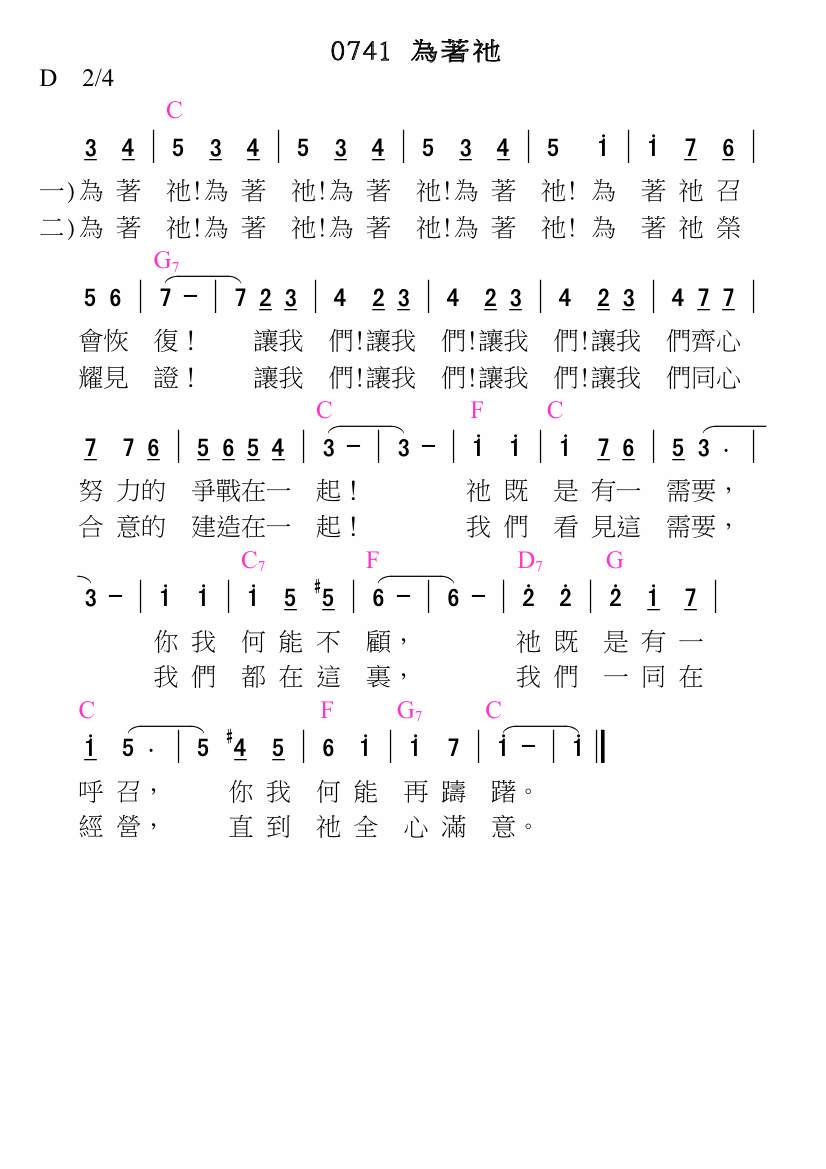 0741 為著祂
D 2/4
C
3 4 | 5 3 4 | 5 3 4 | 5 3 4 | 5 i | i 7 6 |
一)為 著 祂!為 著 祂!為 著 祂!為 著 祂! 為 著 祂 召
二)為 著 祂!為 著 祂!為 著 祂!為 著 祂! 為 著 祂 榮
G7
5 6 | 7 - | 7 2 3 | 4 2 3 | 4 2 3 | 4 2 3 | 4 7 7 |
會恢 復! 讓我 們!讓我 們!讓我 們!讓我 們齊心
耀見 證! 讓我 們!讓我 們!讓我 們!讓我 們同心
C F C
7 7 6 | 5 6 5 4 | 3 - | 3 - | i i | i 7 6 | 5 3 . |
努 力的 爭戰在一 起! 祂 既 是 有一 需要,
合 意的 建造在一 起! 我 們 看 見這 需要,
C7 F D7 G
3 - | i i | i 5 #5 | 6 - | 6 - | 2̇ 2̇ | 2̇ i 7 |
你 我 何 能 不 顧, 祂 既 是 有 一
我 們 都 在 這 裏, 我 們 一 同 在
C F G7 C
i 5 . | 5 #4 5 | 6 i | i 7 | i - | i ‖
呼 召, 你 我 何 能 再 躊 躇。
經 營, 直 到 祂 全 心 滿 意。